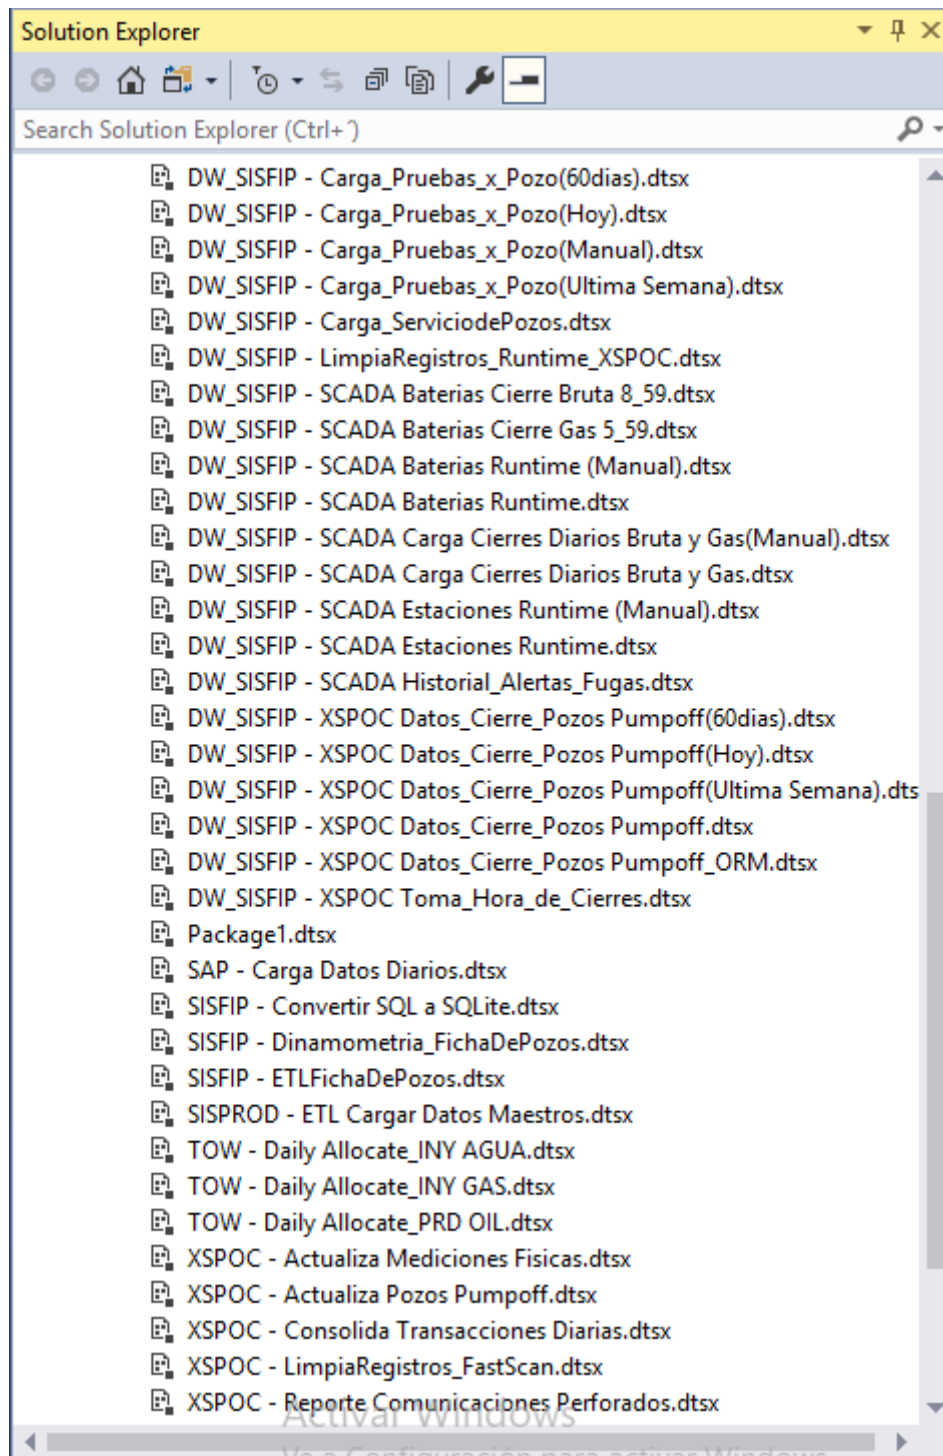 Solution Explorer
Search Solution Explorer (Ctrl+´)
DW_SISFIP - Carga_Pruebas_x_Pozo(60dias).dtsx
DW_SISFIP - Carga_Pruebas_x_Pozo(Hoy).dtsx
DW_SISFIP - Carga_Pruebas_x_Pozo(Manual).dtsx
DW_SISFIP - Carga_Pruebas_x_Pozo(Ultima Semana).dtsx
DW_SISFIP - Carga_ServiciodePozos.dtsx
DW_SISFIP - LimpiaRegistros_Runtime_XSPOC.dtsx
DW_SISFIP - SCADA Baterias Cierre Bruta 8_59.dtsx
DW_SISFIP - SCADA Baterias Cierre Gas 5_59.dtsx
DW_SISFIP - SCADA Baterias Runtime (Manual).dtsx
DW_SISFIP - SCADA Baterias Runtime.dtsx
DW_SISFIP - SCADA Carga Cierres Diarios Bruta y Gas(Manual).dtsx
DW_SISFIP - SCADA Carga Cierres Diarios Bruta y Gas.dtsx
DW_SISFIP - SCADA Estaciones Runtime (Manual).dtsx
DW_SISFIP - SCADA Estaciones Runtime.dtsx
DW_SISFIP - SCADA Historial_Alertas_Fugas.dtsx
DW_SISFIP - XSPOC Datos_Cierre_Pozos Pumpoff(60dias).dtsx
DW_SISFIP - XSPOC Datos_Cierre_Pozos Pumpoff(Hoy).dtsx
DW_SISFIP - XSPOC Datos_Cierre_Pozos Pumpoff(Ultima Semana).dts
DW_SISFIP - XSPOC Datos_Cierre_Pozos Pumpoff.dtsx
DW_SISFIP - XSPOC Datos_Cierre_Pozos Pumpoff_ORM.dtsx
DW_SISFIP - XSPOC Toma_Hora_de_Cierres.dtsx
Package1.dtsx
SAP - Carga Datos Diarios.dtsx
SISFIP - Convertir SQL a SQLite.dtsx
SISFIP - Dinamometria_FichaDePozos.dtsx
SISFIP - ETLFichaDePozos.dtsx
SISPROD - ETL Cargar Datos Maestros.dtsx
TOW - Daily Allocate_INY AGUA.dtsx
TOW - Daily Allocate_INY GAS.dtsx
TOW - Daily Allocate_PRD OIL.dtsx
XSPOC - Actualiza Mediciones Fisicas.dtsx
XSPOC - Actualiza Pozos Pumpoff.dtsx
XSPOC - Consolida Transacciones Diarias.dtsx
XSPOC - LimpiaRegistros_FastScan.dtsx
XSPOC - Reporte Comunicaciones Perforados.dtsx
Activar Windows
Ve a Configuración para activar Windows